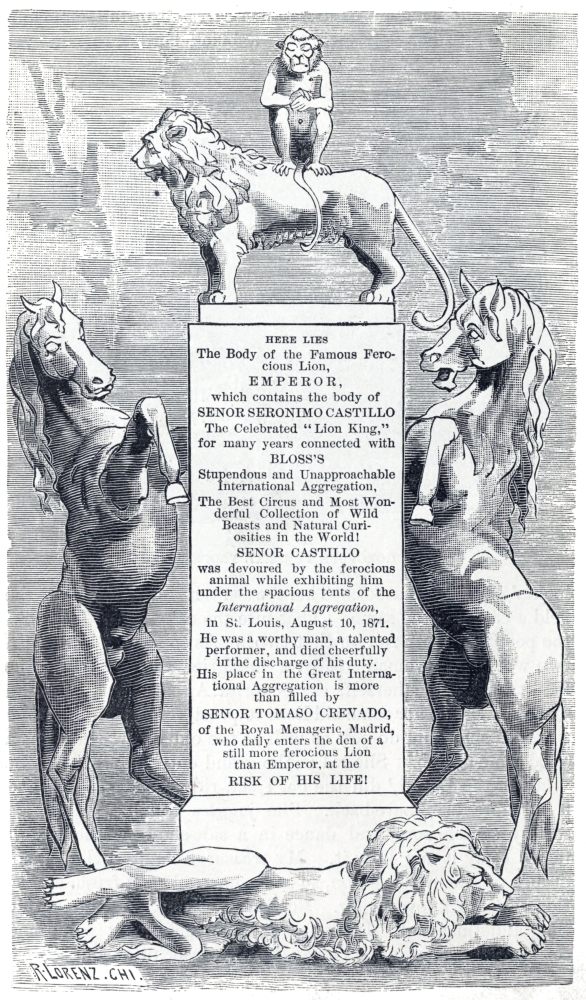 HERE LIES
The Body of the Famous Fero-
cious Lion,
EMPEROR,
which contains the body of
SENOR SERONIMO CASTILLO
The Celebrated "Lion King,"
for many years connected with
BLOSS'S
Stupendous and Unapproachable
International Aggregation,
The Best Circus and Most Won-
derful Collection of Wild
Beasts and Natural Curi-
osities in the World!
SENOR CASTILLO
was devoured by the ferocious
animal while exhibiting him
under the spacious tents of the
International Aggregation,
in St. Louis, August 10, 1871.
He was a worthy man, a talented
performer, and died cheerfully
in the discharge of his duty.
His place in the Great Interna-
tional Aggregation is more
than filled by
SENOR TOMASO CREVADO,
of the Royal Menagerie, Madrid,
who daily enters the den of a
still more ferocious Lion
than Emperor, at the
RISK OF HIS LIFE!
R. LORENZ. CHI.